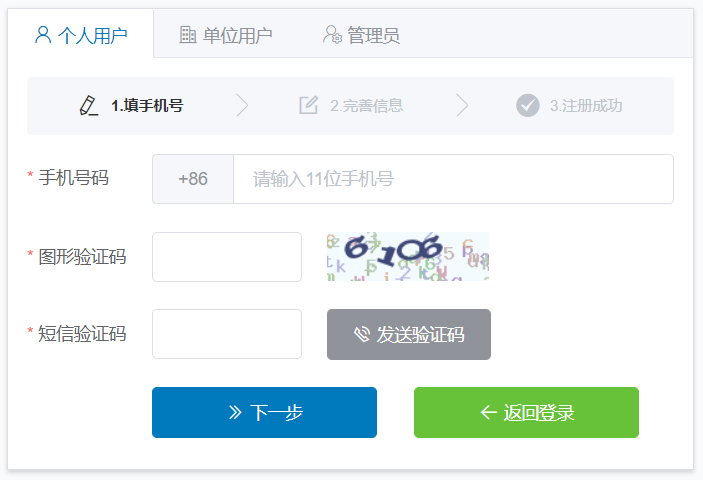 个人用户 单位用户 管理员
1.填手机号 2.完善信息 3.注册成功
* 手机号码 +86 请输入11位手机号
* 图形验证码 6106
* 短信验证码 发送验证码
下一步 返回登录